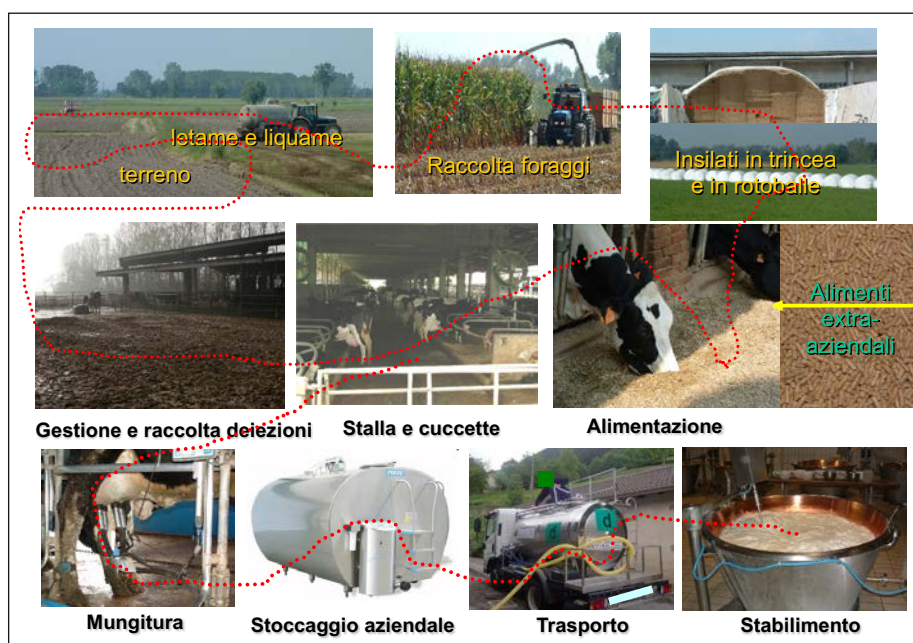 letame e liquame
terreno
Raccolta foraggi
Insilati in trincea
e in rotoballe
Alimenti
extra-
aziendali
Gestione e raccolta deiezioni
Stalla e cuccette
Alimentazione
d
d
Mungitura
Stoccaggio aziendale
Trasporto
Stabilimento